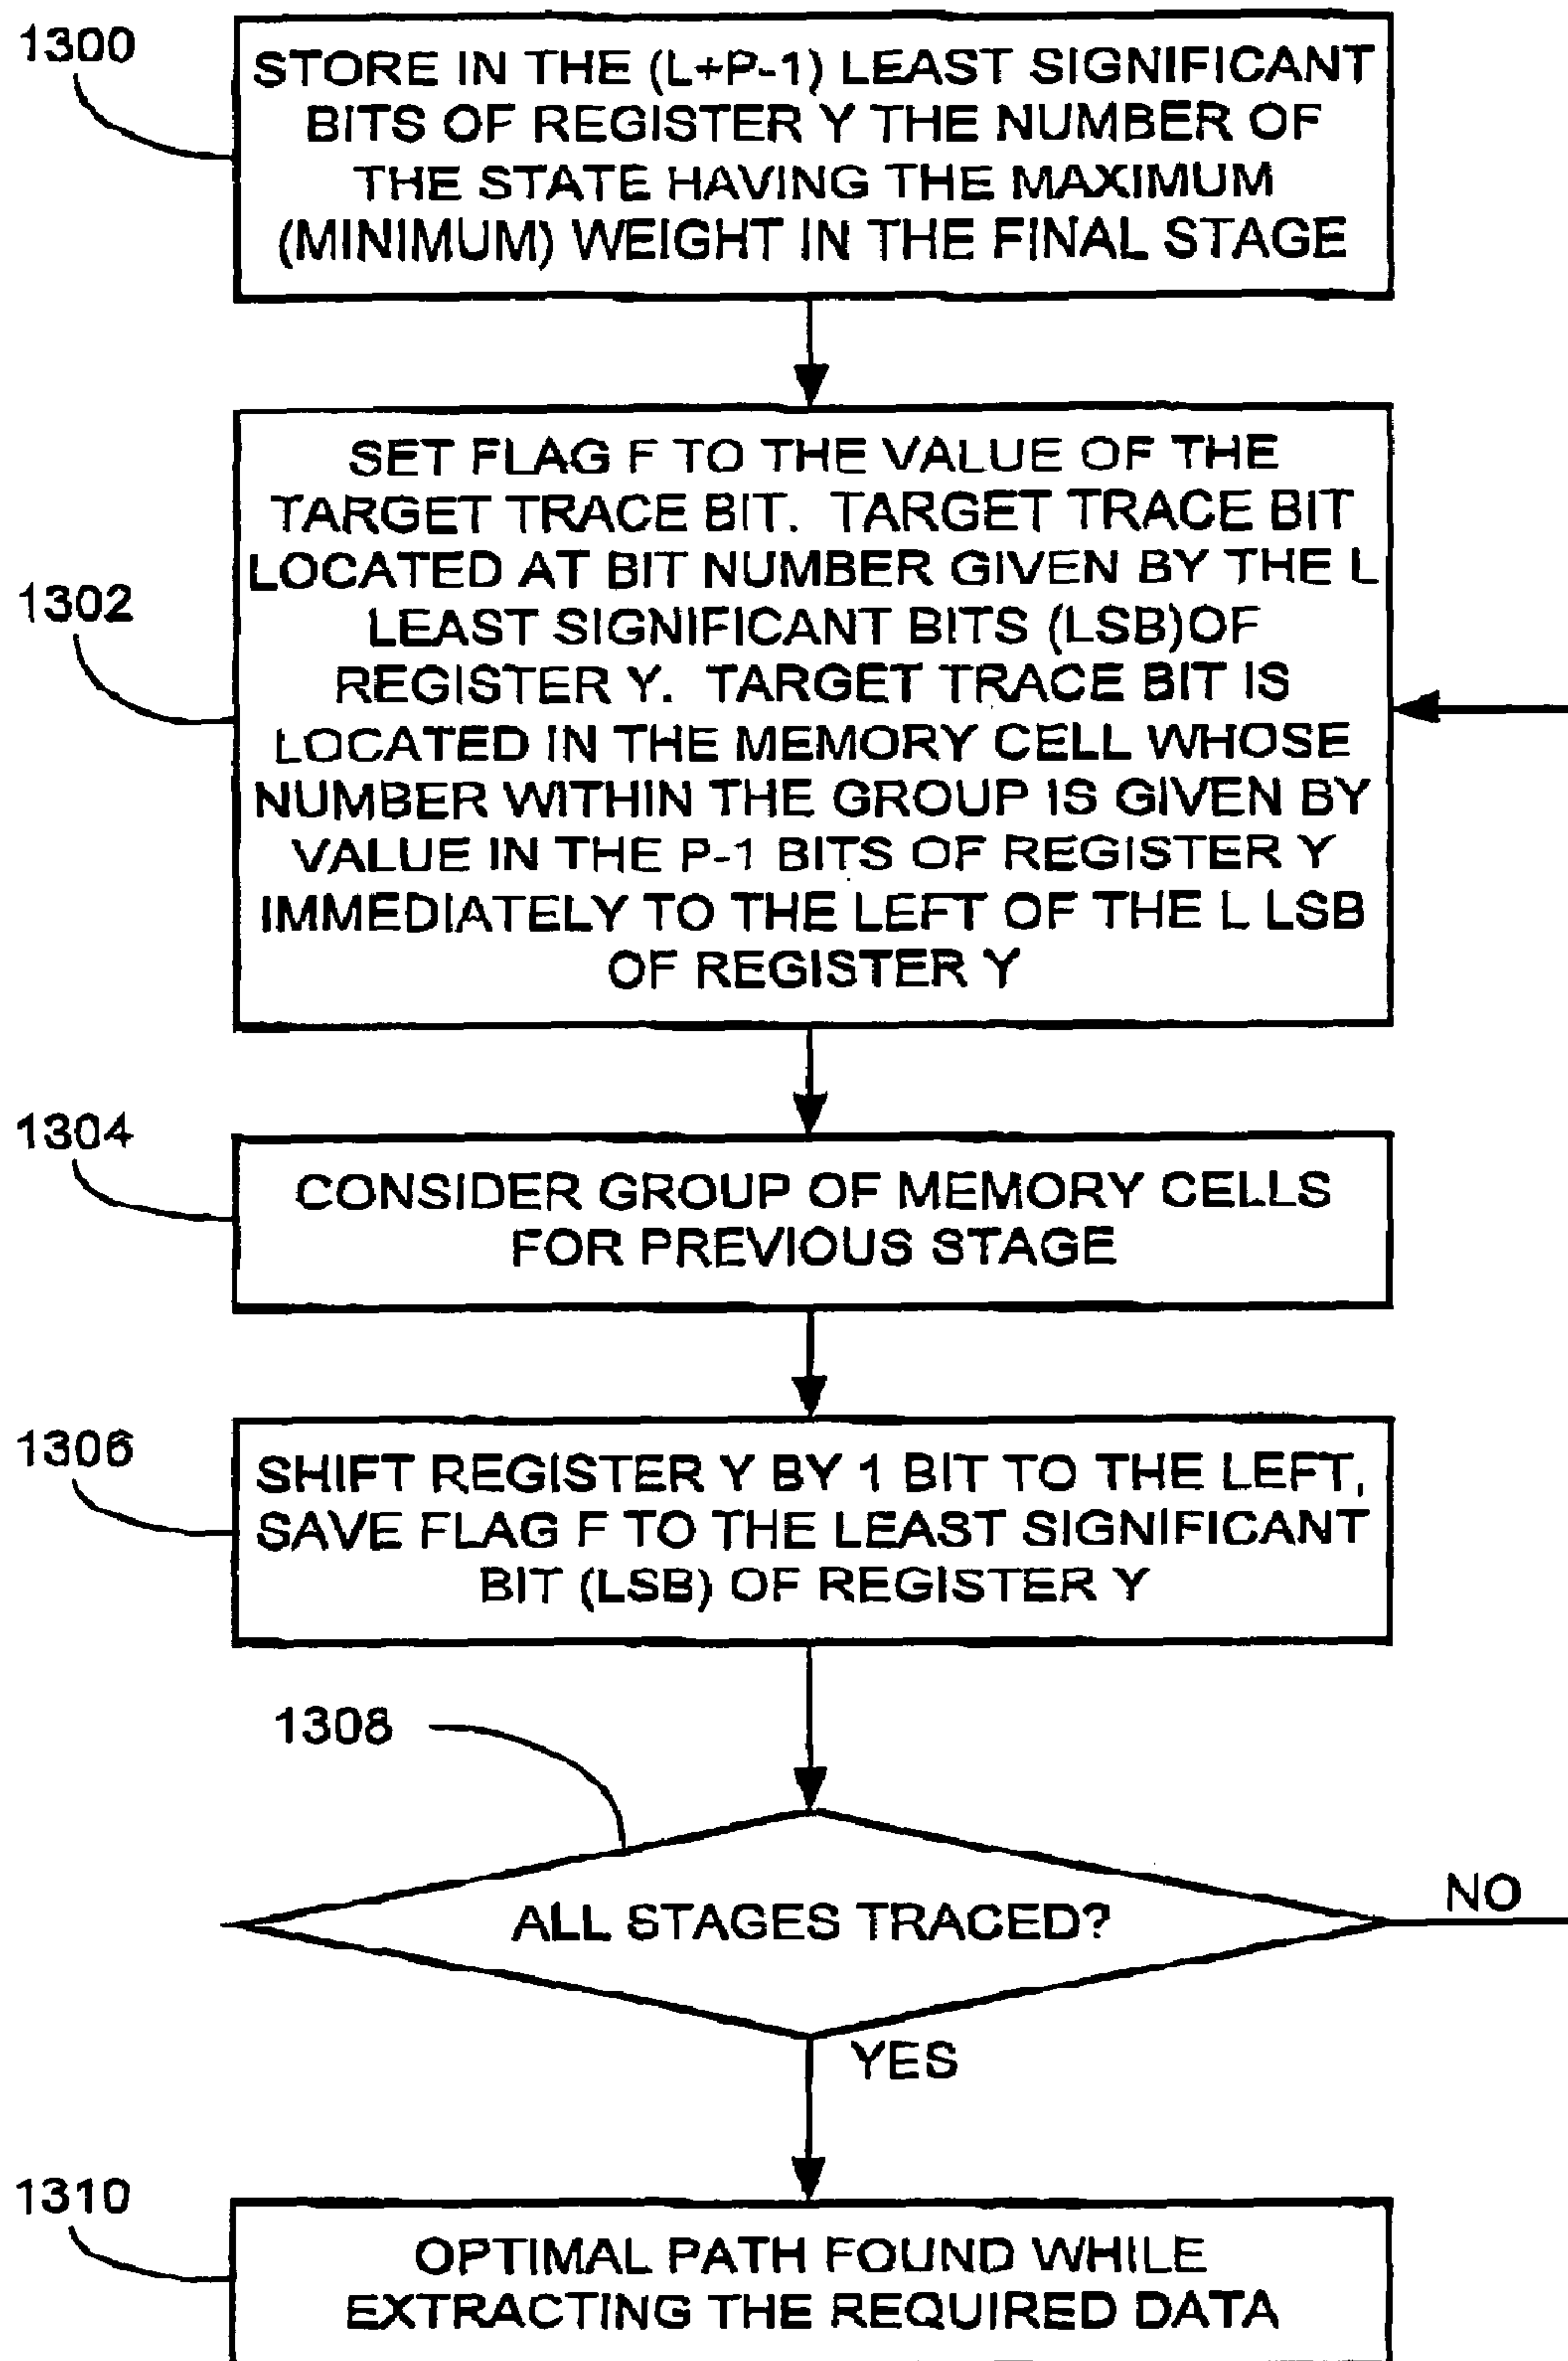 1300
STORE IN THE (L+P-1) LEAST SIGNIFICANT
BITS OF REGISTER Y THE NUMBER OF
THE STATE HAVING THE MAXIMUM
(MINIMUM) WEIGHT IN THE FINAL STAGE
1302
SET FLAG F TO THE VALUE OF THE
TARGET TRACE BIT. TARGET TRACE BIT
LOCATED AT BIT NUMBER GIVEN BY THE L
LEAST SIGNIFICANT BITS (LSB)OF
REGISTER Y. TARGET TRACE BIT IS
LOCATED IN THE MEMORY CELL WHOSE
NUMBER WITHIN THE GROUP IS GIVEN BY
VALUE IN THE P-1 BITS OF REGISTER Y
IMMEDIATELY TO THE LEFT OF THE L LSB
OF REGISTER Y
1304
CONSIDER GROUP OF MEMORY CELLS
FOR PREVIOUS STAGE
1306
SHIFT REGISTER Y BY 1 BIT TO THE LEFT,
SAVE FLAG F TO THE LEAST SIGNIFICANT
BIT (LSB) OF REGISTER Y
1308
ALL STAGES TRACED?
NO
YES
1310
OPTIMAL PATH FOUND WHILE
EXTRACTING THE REQUIRED DATA